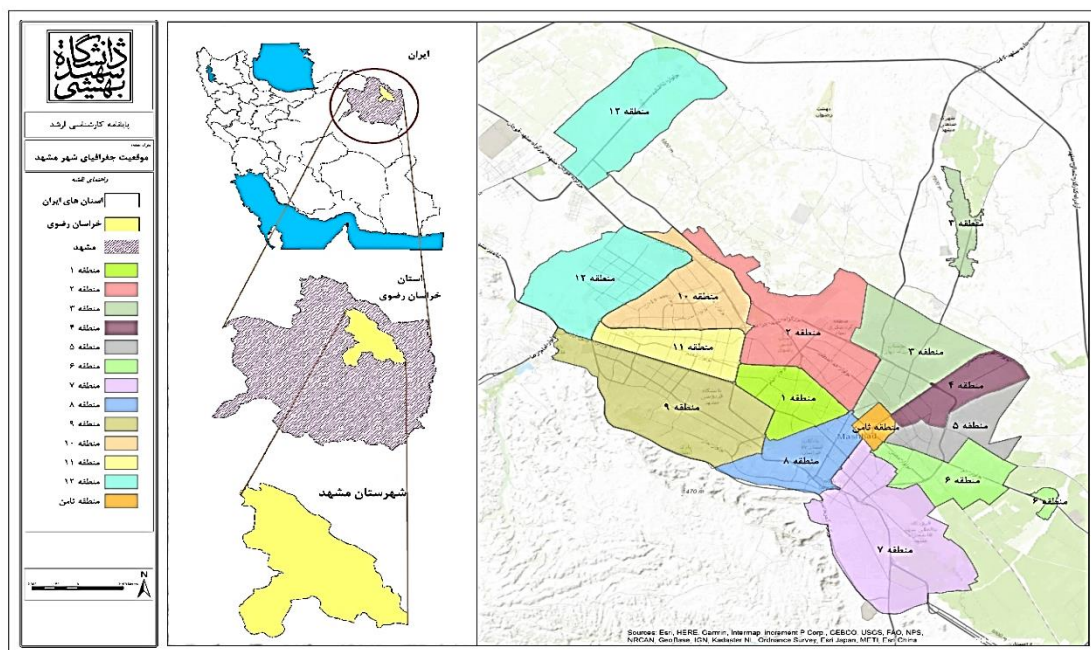 دانشگاه
شهید
بهشتی
پایانامه کارشناسی ارشد
موقعیت جغرافیای شهر مشهد
راهنمای نقشه
استان های ایران
خراسان رضوی
مشهد
منطقه ۱
منطقه ۲
منطقه ۳
منطقه ۴
منطقه ۵
منطقه ۶
منطقه ۷
منطقه ۸
منطقه ۹
منطقه ۱۰
منطقه ۱۱
منطقه ۱۲
منطقه ثامن
N
ایران
استان
خراسان رضوی
شهرستان مشهد
منطقه ۱۲
منطقه ۳
منطقه ۱۲
منطقه ۱۰
منطقه ۲
منطقه ۳
منطقه ۱۱
منطقه ۴
منطقه ۱
منطقه ۹
منطقه ثامن
منطقه ۵
Mashhad
منطقه ۸
منطقه ۶
منطقه ۶
منطقه ۷
Sources: Esri, HERE, Garmin, Intermap, increment P Corp., GEBCO, USGS, FAO, NPS,
NRCAN, GeoBase, IGN, Kadaster NL, Ordnance Survey, Esri Japan, METI, Esri China